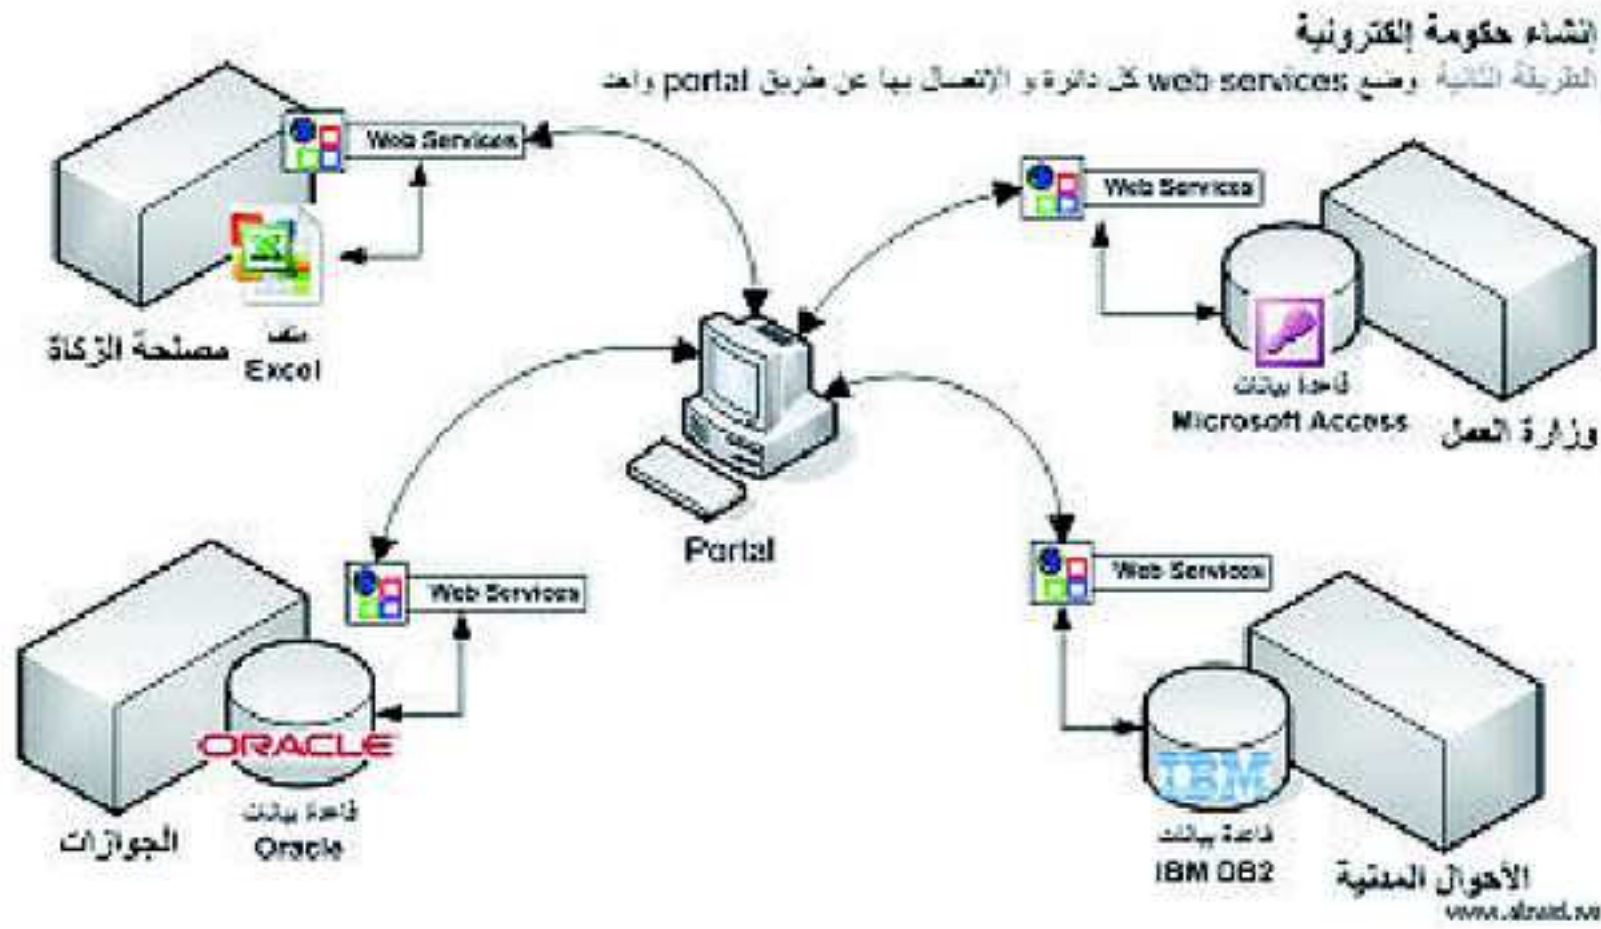 إنشاء حكومة إلكترونية
الطريقة الثانية وضع web services كل دائرة و الإتصال بها عن طريق portal واحد
Web Services
Web Services
ملف
Excel
مصلحة الزكاة
قاعدة بيانات
Microsoft Access
وزارة العمل
Portal
Web Services
Web Services
ORACLE
IBM
قاعدة بيانات
Oracle
الجوازات
قاعدة بيانات
IBM DB2
الأحوال المدنية